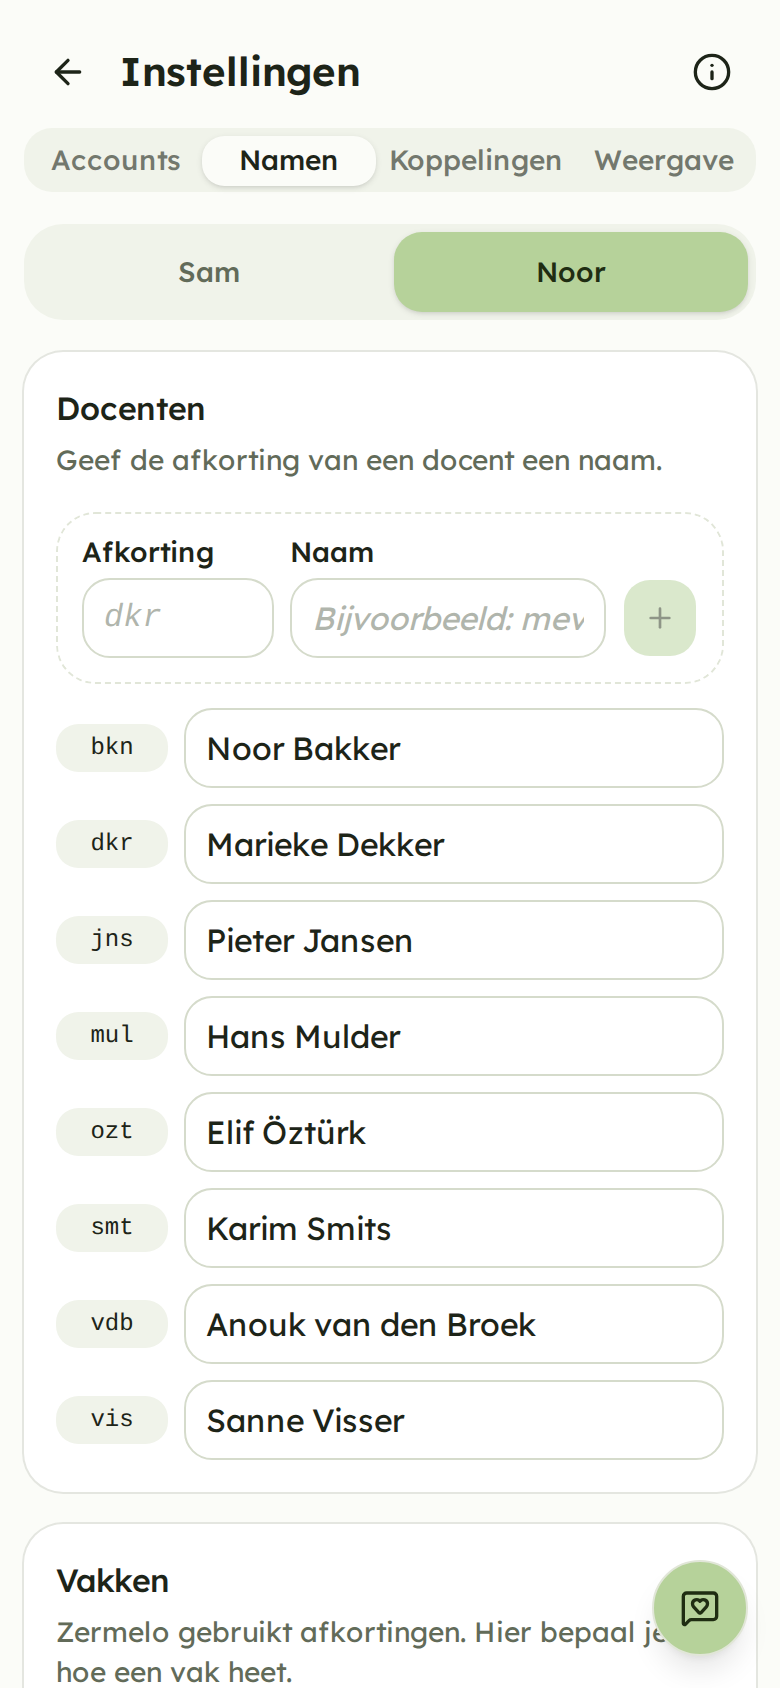 Instellingen
Accounts Namen Koppelingen Weergave
Sam Noor
Docenten
Geef de afkorting van een docent een naam.
Afkorting Naam
dkr Bijvoorbeeld: mev
bkn Noor Bakker
dkr Marieke Dekker
jns Pieter Jansen
mul Hans Mulder
ozt Elif Öztürk
smt Karim Smits
vdb Anouk van den Broek
vis Sanne Visser
Vakken
Zermelo gebruikt afkortingen. Hier bepaal je
hoe een vak heet.